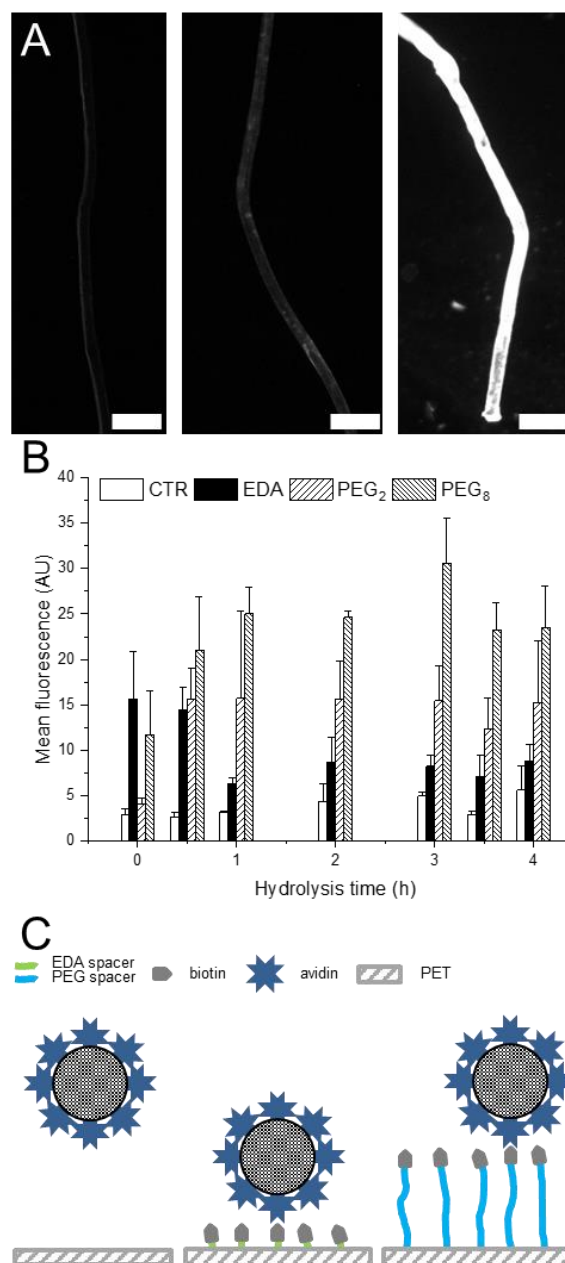 A
B
40
35
30
25
20
15
10
5
0
Mean fluorescence (AU)
CTR EDA PEG₂ PEG₈
0 1 2 3 4
Hydrolysis time (h)
C
EDA spacer
PEG spacer
biotin avidin PET